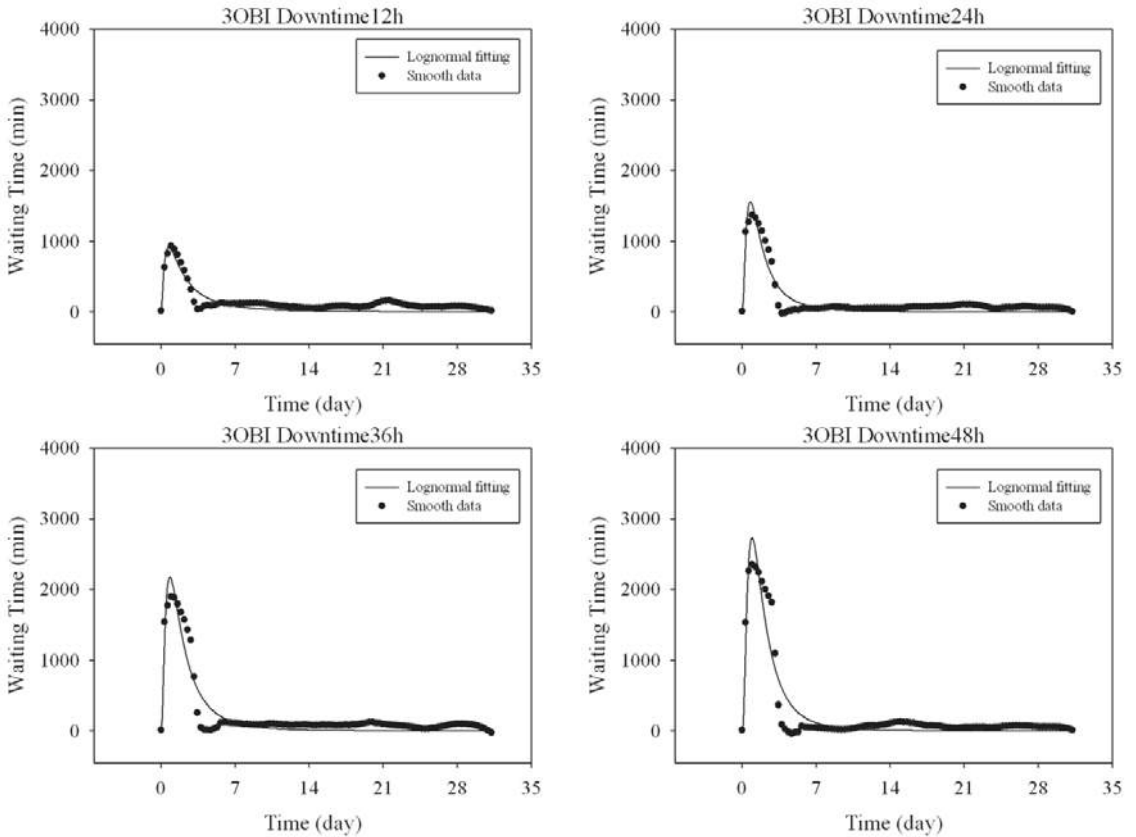 3OBI Downtime12h
4000
3000
2000
1000
0
Waiting Time (min)
Lognormal fitting
Smooth data
0 7 14 21 28 35
Time (day)
3OBI Downtime24h
4000
3000
2000
1000
0
Waiting Time (min)
Lognormal fitting
Smooth data
0 7 14 21 28 35
Time (day)
3OBI Downtime36h
4000
3000
2000
1000
0
Waiting Time (min)
Lognormal fitting
Smooth data
0 7 14 21 28 35
Time (day)
3OBI Downtime48h
4000
3000
2000
1000
0
Waiting Time (min)
Lognormal fitting
Smooth data
0 7 14 21 28 35
Time (day)